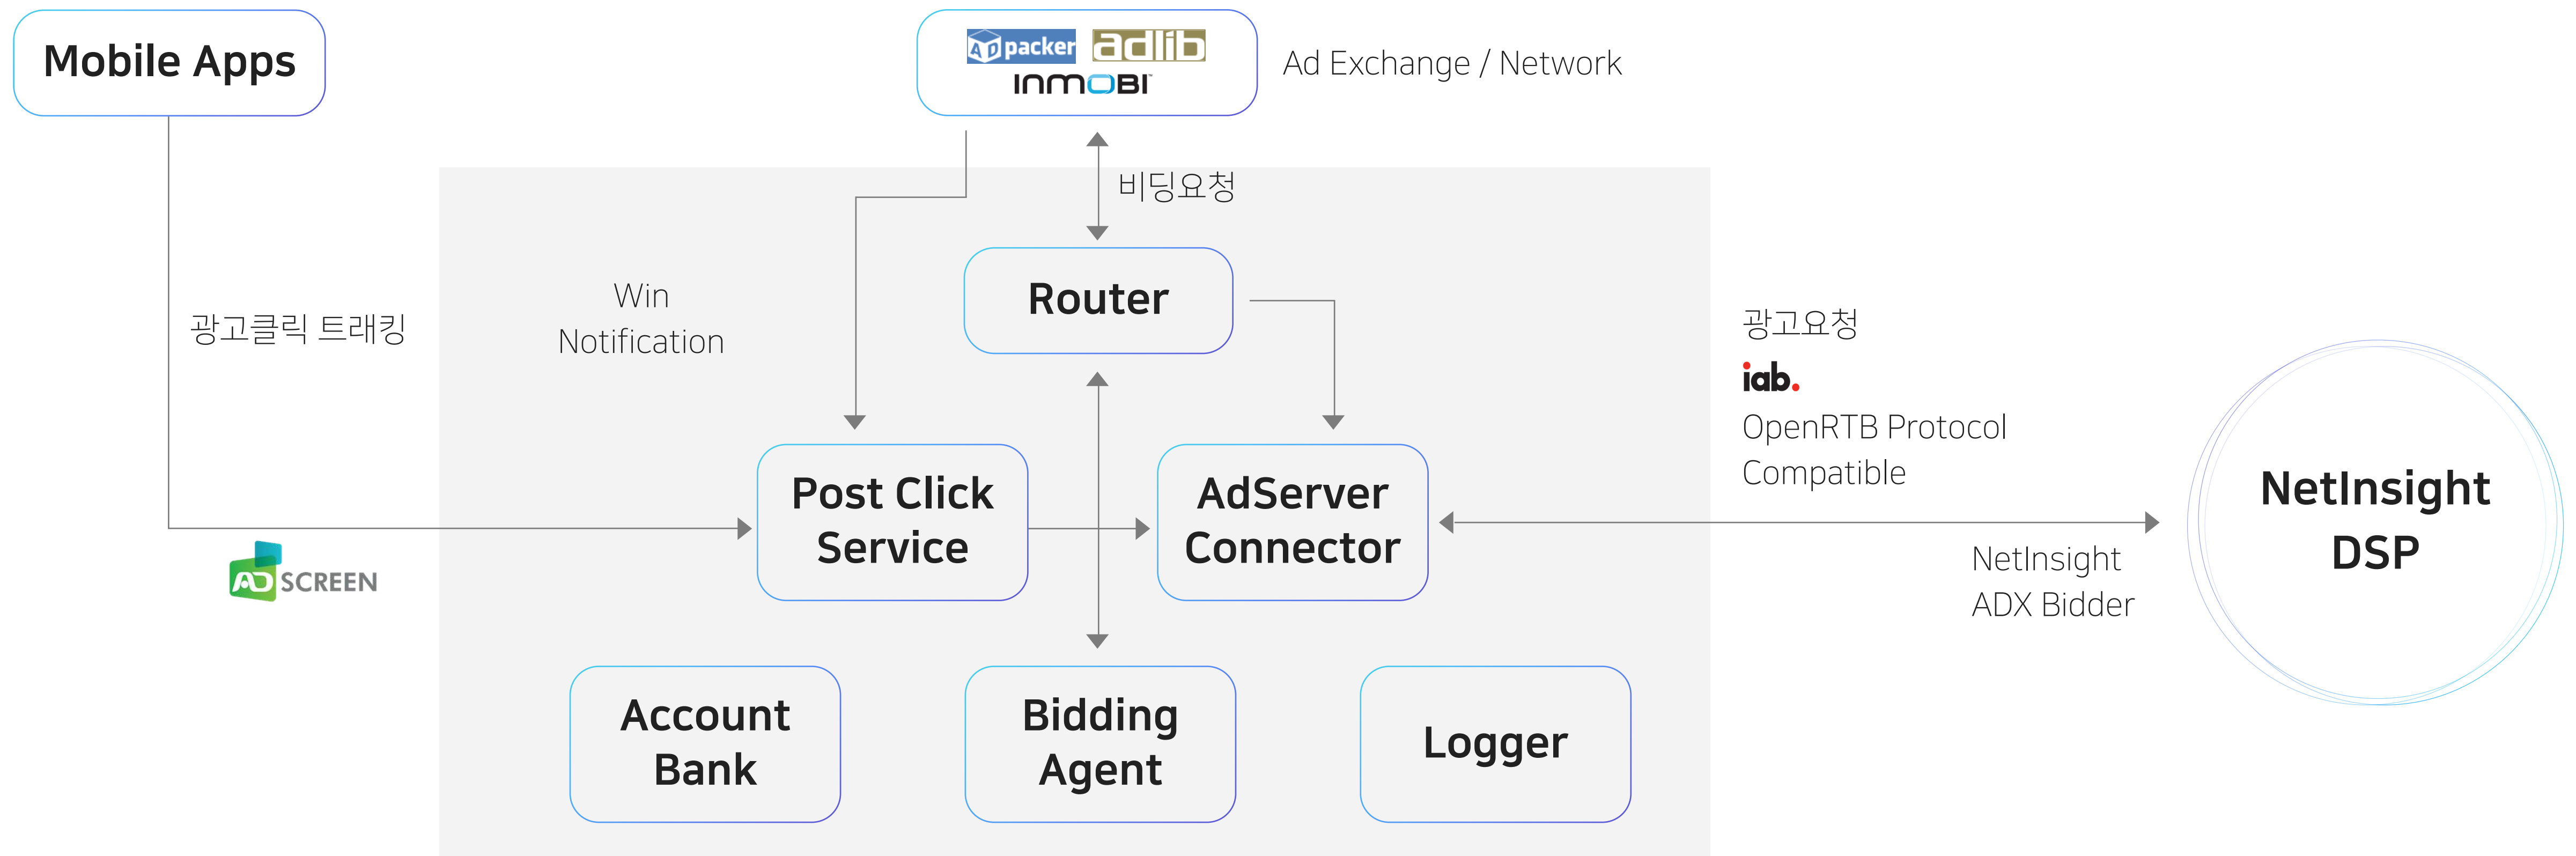 Mobile Apps
AD packer
adlib
INMOBI
Ad Exchange / Network
비딩요청
Win
Notification
Router
광고클릭 트래킹
광고요청
iab.
OpenRTB Protocol
Compatible
Post Click
Service
AdServer
Connector
NetInsight
DSP
AD SCREEN
NetInsight
ADX Bidder
Account
Bank
Bidding
Agent
Logger